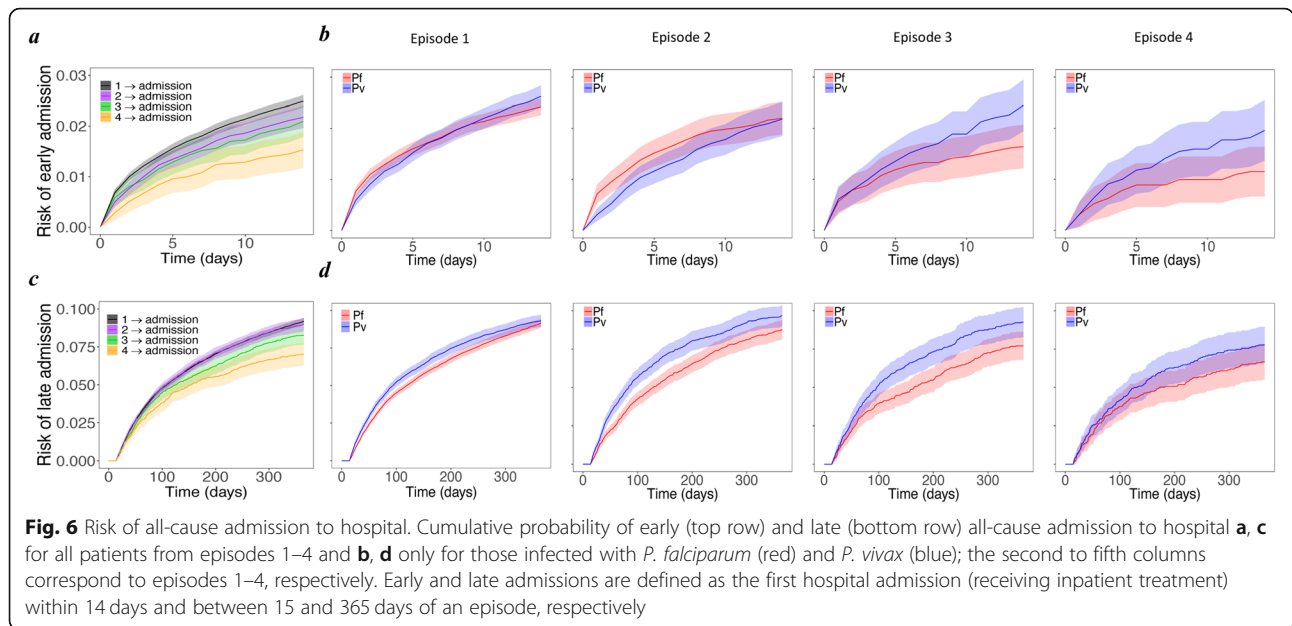 a
b
Episode 1
Episode 2
Episode 3
Episode 4
Risk of early admission
0.03
0.02
0.01
0.00
1 → admission
2 → admission
3 → admission
4 → admission
0 5 10
Time (days)
Pf
Pv
0 5 10
Time (days)
Pf
Pv
0 5 10
Time (days)
Pf
Pv
0 5 10
Time (days)
Pf
Pv
0 5 10
Time (days)
c
d
Risk of late admission
0.100
0.075
0.050
0.025
0.000
1 → admission
2 → admission
3 → admission
4 → admission
0 100 200 300
Time (days)
Pf
Pv
0 100 200 300
Time (days)
Pf
Pv
0 100 200 300
Time (days)
Pf
Pv
0 100 200 300
Time (days)
Pf
Pv
0 100 200 300
Time (days)
Fig. 6 Risk of all-cause admission to hospital. Cumulative probability of early (top row) and late (bottom row) all-cause admission to hospital a, c
for all patients from episodes 1–4 and b, d only for those infected with P. falciparum (red) and P. vivax (blue); the second to fifth columns
correspond to episodes 1–4, respectively. Early and late admissions are defined as the first hospital admission (receiving inpatient treatment)
within 14 days and between 15 and 365 days of an episode, respectively